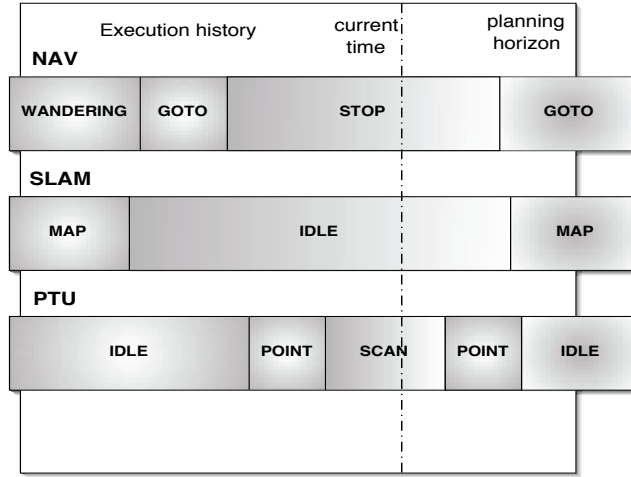 Execution history
current
time
planning
horizon
NAV
WANDERING GOTO STOP GOTO
SLAM
MAP IDLE MAP
PTU
IDLE POINT SCAN POINT IDLE